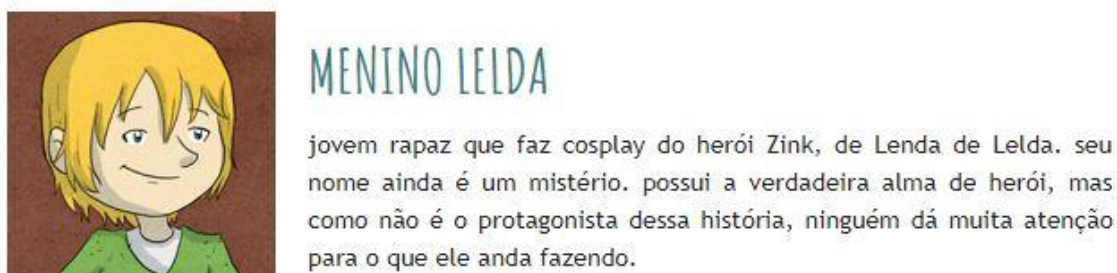 MENINO LELDA
jovem rapaz que faz cosplay do herói Zink, de Lenda de Lelda. seu
nome ainda é um mistério. possui a verdadeira alma de herói, mas
como não é o protagonista dessa história, ninguém dá muita atenção
para o que ele anda fazendo.